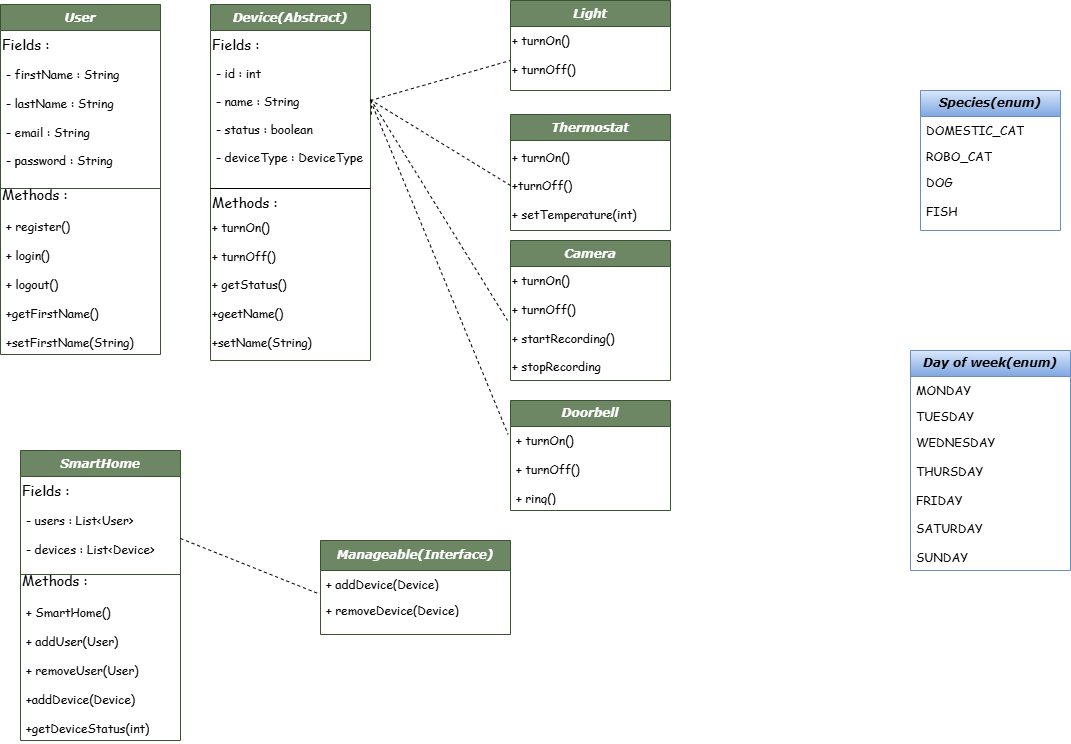 User
Fields :
- firstName : String
- lastName : String
- email : String
- password : String
Methods :
+ register()
+ login()
+ logout()
+getFirstName()
+setFirstName(String)
Device(Abstract)
Fields :
- id : int
- name : String
- status : boolean
- deviceType : DeviceType
Methods :
+ turnOn()
+ turnOff()
+ getStatus()
+geetName()
+setName(String)
Light
+ turnOn()
+ turnOff()
Thermostat
+ turnOn()
+turnOff()
+ setTemperature(int)
Camera
+ turnOn()
+ turnOff()
+ startRecording()
+ stopRecording
Doorbell
+ turnOn()
+ turnOff()
+ ring()
Species(enum)
DOMESTIC_CAT
ROBO_CAT
DOG
FISH
Day of week(enum)
MONDAY
TUESDAY
WEDNESDAY
THURSDAY
FRIDAY
SATURDAY
SUNDAY
SmartHome
Fields :
- users : List<User>
- devices : List<Device>
Methods :
+ SmartHome()
+ addUser(User)
+ removeUser(User)
+addDevice(Device)
+getDeviceStatus(int)
Manageable(Interface)
+ addDevice(Device)
+ removeDevice(Device)